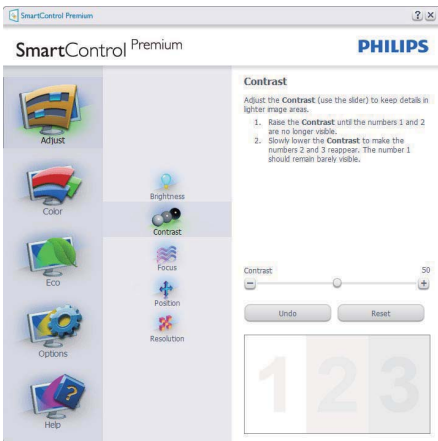 SmartControl Premium
? x
SmartControl Premium
PHILIPS
Adjust
Color
Eco
Options
Help
Brightness
Contrast
Focus
Position
Resolution
Contrast
Adjust the Contrast (use the slider) to keep details in
lighter image areas.
1. Raise the Contrast until the numbers 1 and 2
are no longer visible.
2. Slowly lower the Contrast to make the
numbers 2 and 3 reappear. The number 1
should remain barely visible.
Contrast 50
Undo Reset
1 2 3